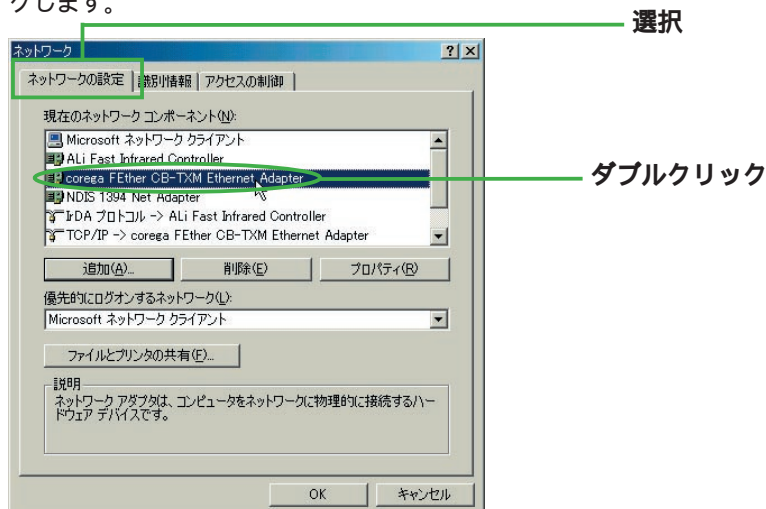 クします。
選択
ネットワーク
ネットワークの設定 識別情報 アクセスの制御
現在のネットワーク コンポーネント(N):
Microsoft ネットワーク クライアント
ALi Fast Infrared Controller
corega FEther CB-TXM Ethernet Adapter
ダブルクリック
NDIS 1394 Net Adapter
IrDA プロトコル -> ALi Fast Infrared Controller
TCP/IP -> corega FEther CB-TXM Ethernet Adapter
追加(A)... 削除(E) プロパティ(R)
優先的にログオンするネットワーク(L):
Microsoft ネットワーク クライアント
ファイルとプリンタの共有(F)...
説明
ネットワーク アダプタは、コンピュータをネットワークに物理的に接続するハー
ドウェア デバイスです。
OK キャンセル